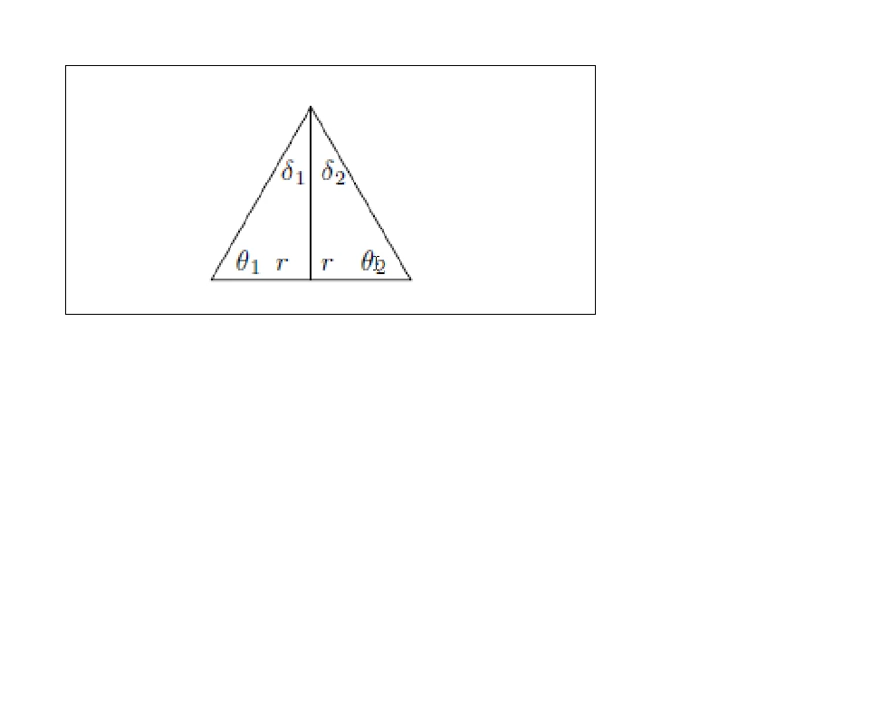 δ₁ δ₂
θ₁ r r θ₂